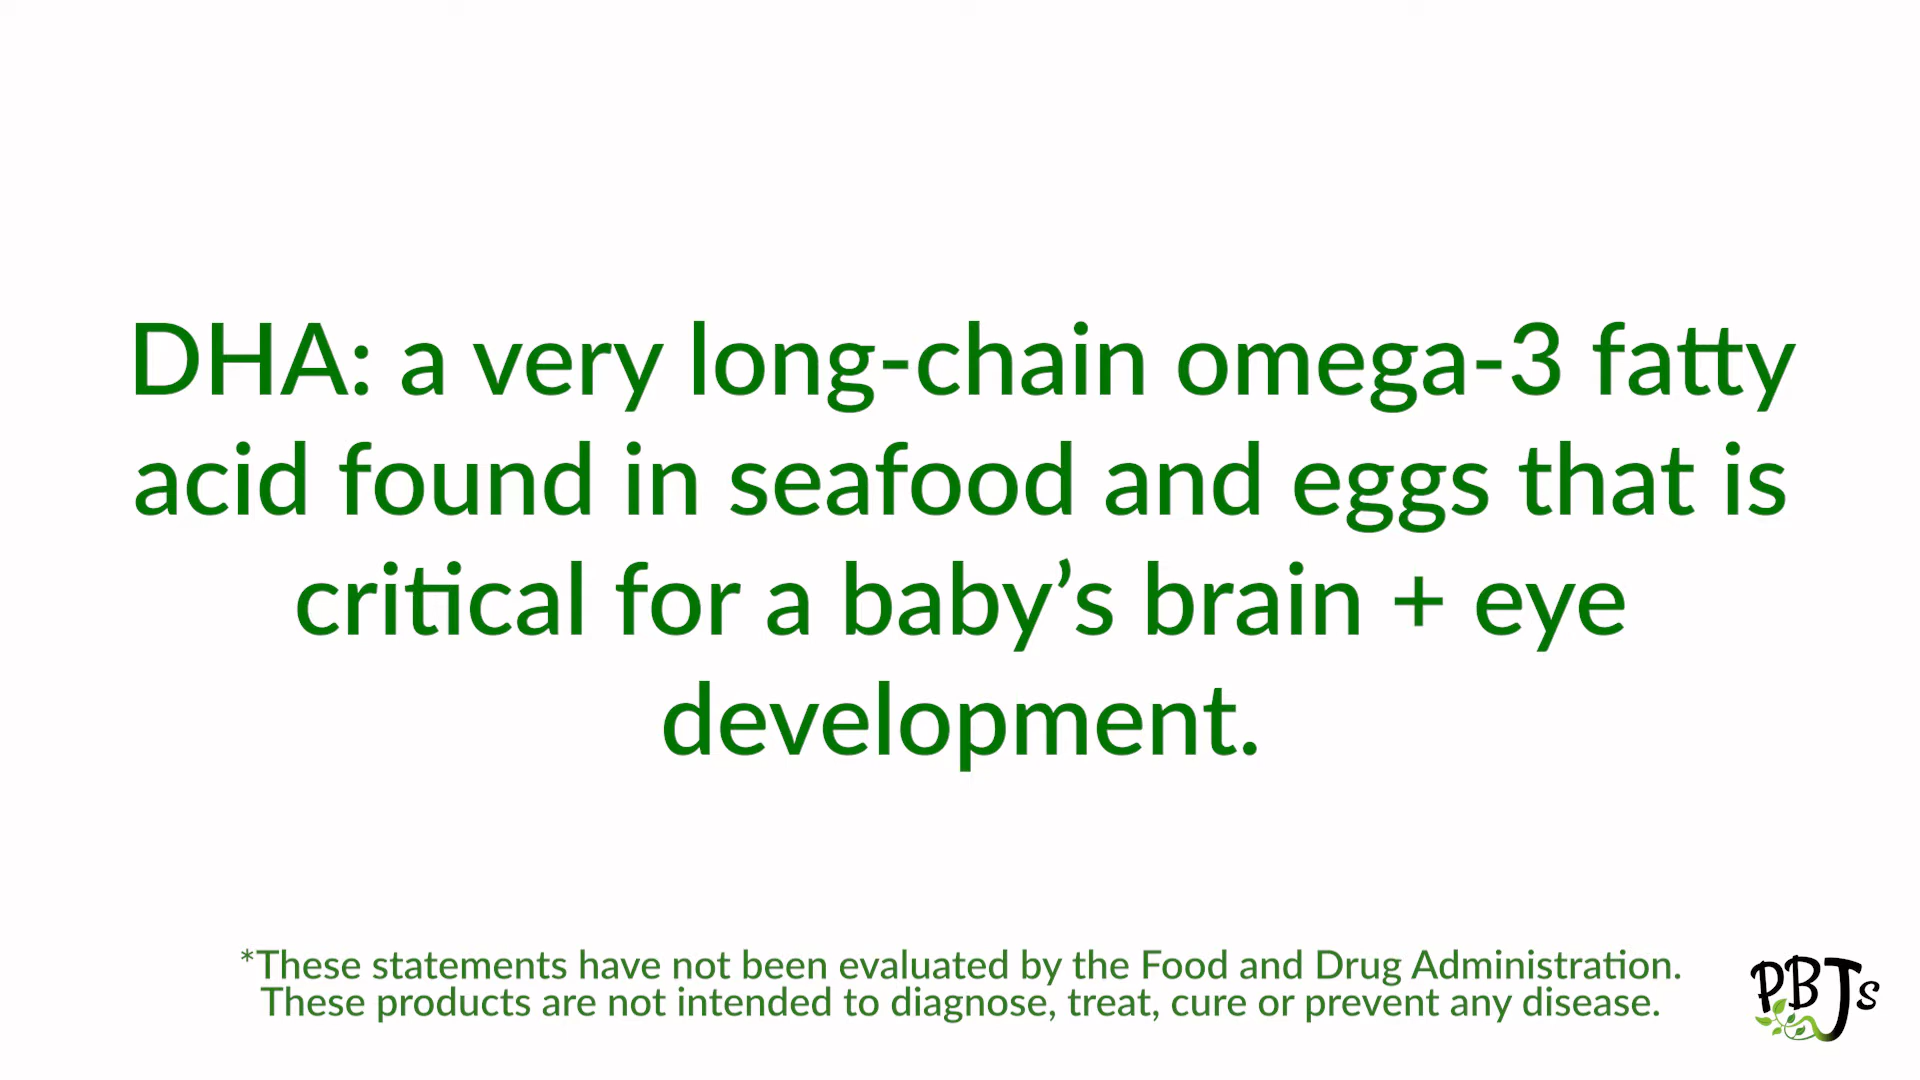 DHA: a very long-chain omega-3 fatty
acid found in seafood and eggs that is
critical for a baby’s brain + eye
development.
*These statements have not been evaluated by the Food and Drug Administration.
These products are not intended to diagnose, treat, cure or prevent any disease.
PBJs